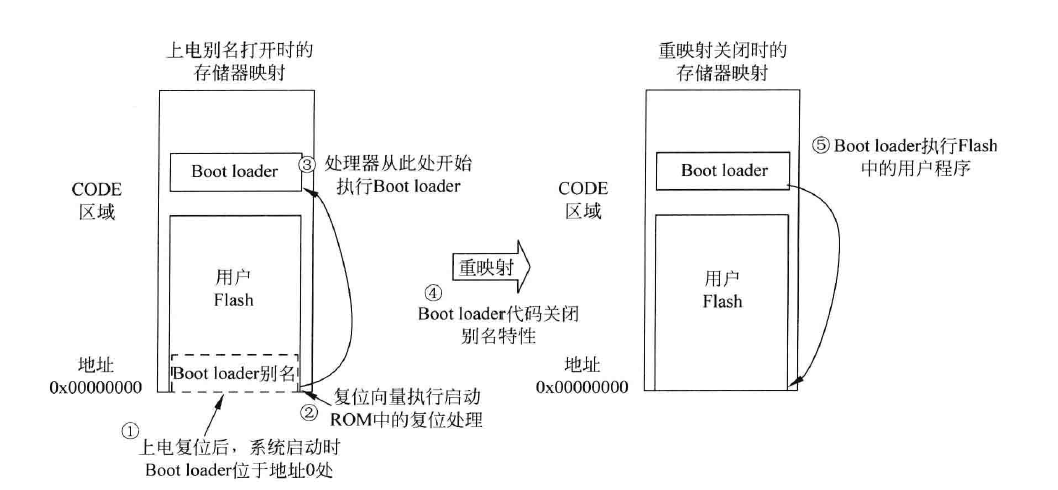 上电别名打开时的
存储器映射
Boot loader
③ 处理器从此处开始
执行Boot loader
CODE
区域
用户
Flash
Boot loader别名
地址
0x00000000
② 复位向量执行启动
ROM中的复位处理
① 上电复位后，系统启动时
Boot loader位于地址0处
重映射
④
Boot loader代码关闭
别名特性
重映射关闭时的
存储器映射
Boot loader
⑤ Boot loader执行Flash
中的用户程序
CODE
区域
用户
Flash
地址
0x00000000